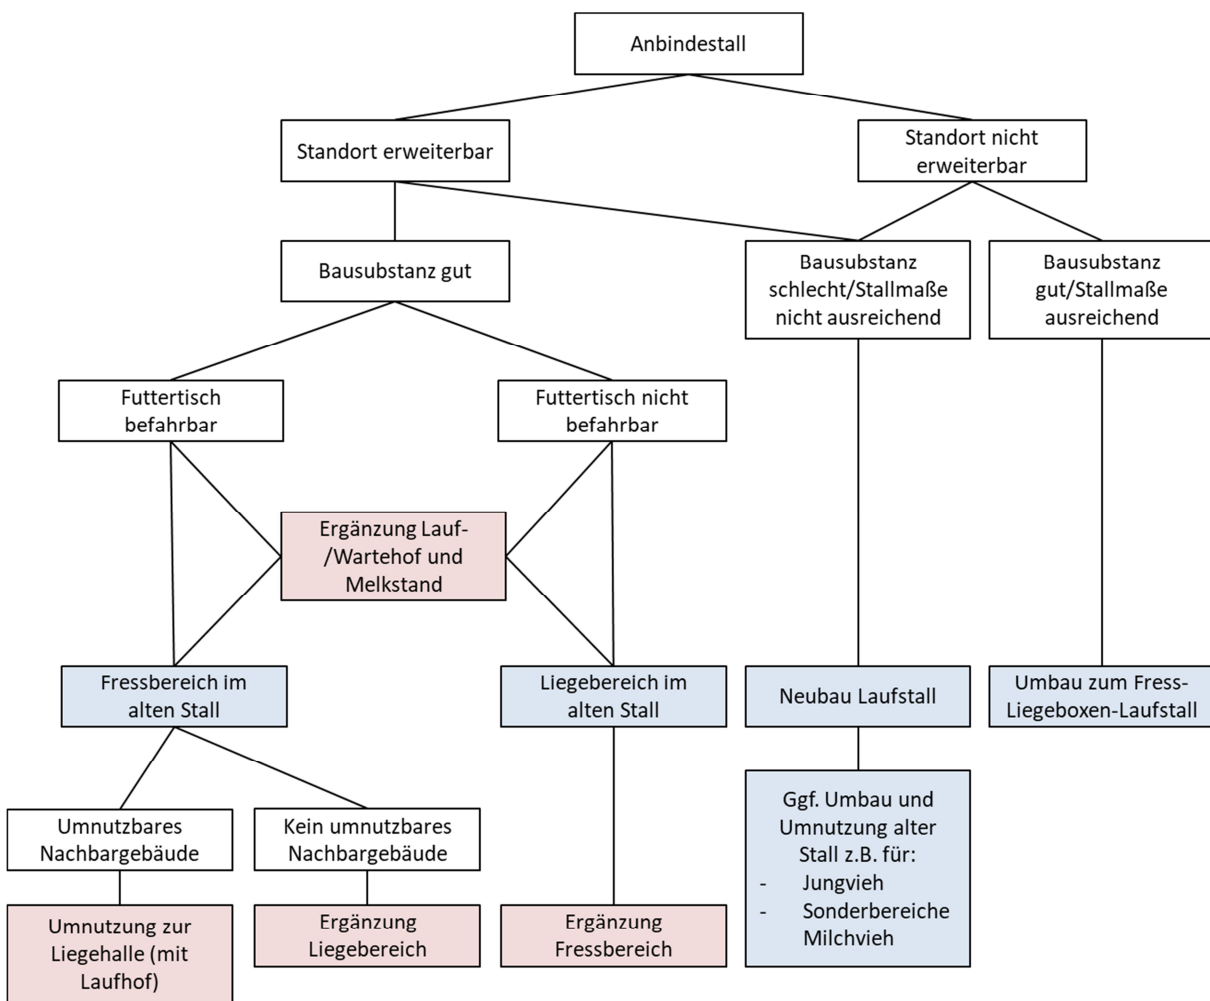 Anbindestall
Standort erweiterbar
Standort nicht
erweiterbar
Bausubstanz gut
Bausubstanz
schlecht/Stallmaße
nicht ausreichend
Bausubstanz
gut/Stallmaße
ausreichend
Futtertisch
befahrbar
Futtertisch nicht
befahrbar
Ergänzung Lauf-
/Wartehof und
Melkstand
Fressbereich im
alten Stall
Liegebereich im
alten Stall
Neubau Laufstall
Umbau zum Fress-
Liegeboxen-Laufstall
Umnutzbares
Nachbargebäude
Kein umnutzbares
Nachbargebäude
Ggf. Umbau und
Umnutzung alter
Stall z.B. für:
- Jungvieh
- Sonderbereiche
Milchvieh
Umnutzung zur
Liegehalle (mit
Laufhof)
Ergänzung
Liegebereich
Ergänzung
Fressbereich